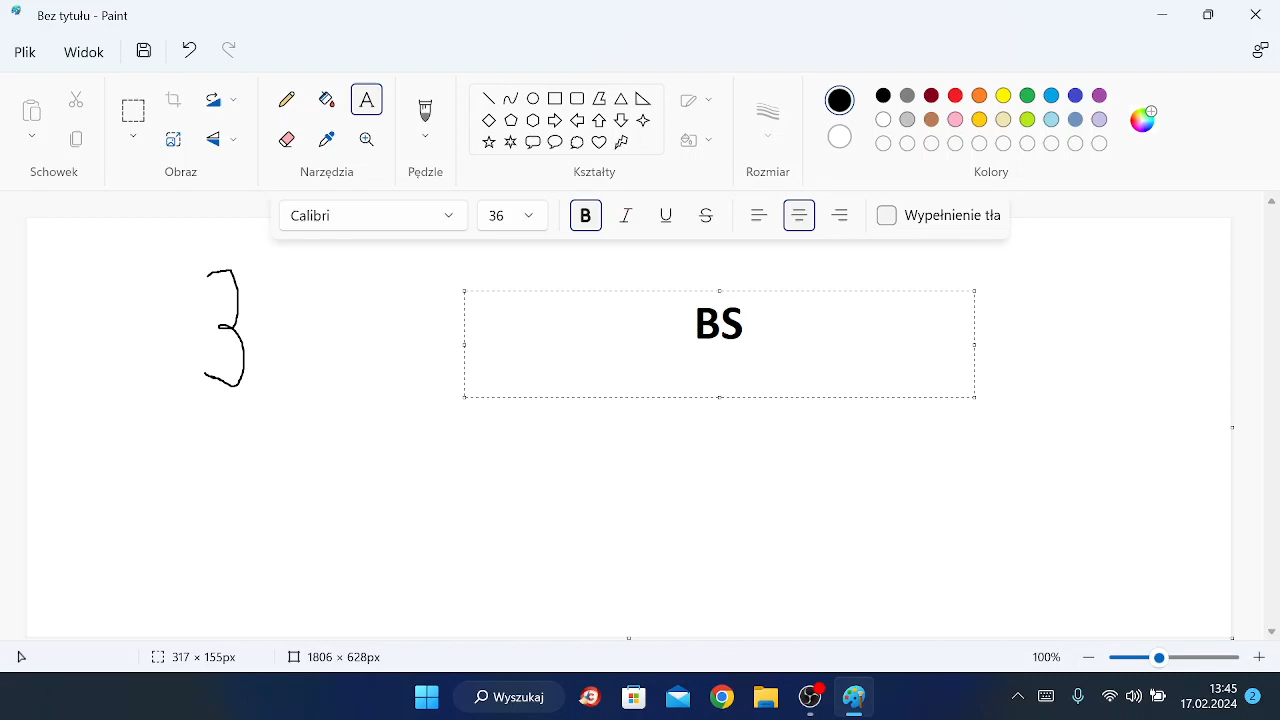 Bez tytułu - Paint
Plik Widok
Schowek Obraz Narzędzia Pędzle Kształty Rozmiar Kolory
Calibri 36 B I U S Wypełnienie tła
3
BS
317 × 155px 1806 × 628px 100%
Wyszukaj
13:45
17.02.2024 2